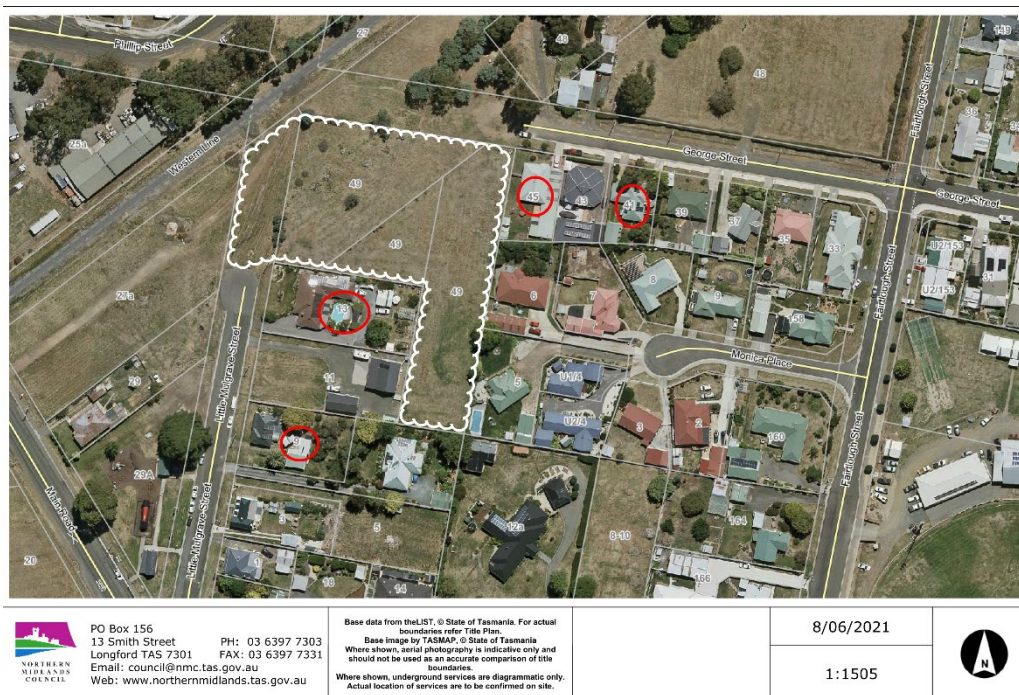 Phillip Street
27
48
48
149
36
Fairtlough Street
25a
Western Line
George Street
George Street
49
49
49
45
43
41
39
37
35
33
U2/153
U2/153
31
27a
13
6
7
8
9
158
Monica Place
29
11
Little Mulgrave Street
5
U1/4
U2/4
3
2
160
Fairtlough Street
9
7
29A
Main Road
3
5
12a
8-10
164
20
1
18
14
166
Little Mulgrave Street
NORTHERN
MIDLANDS
COUNCIL
PO Box 156
13 Smith Street PH: 03 6397 7303
Longford TAS 7301 FAX: 03 6397 7331
Email: council@nmc.tas.gov.au
Web: www.northernmidlands.tas.gov.au
Base data from theLIST, © State of Tasmania. For actual
boundaries refer Title Plan.
Base image by TASMAP, © State of Tasmania
Where shown, aerial photography is indicative only and
should not be used as an accurate comparison of title
boundaries.
Where shown, underground services are diagrammatic only.
Actual location of services are to be confirmed on site.
8/06/2021
1:1505
N